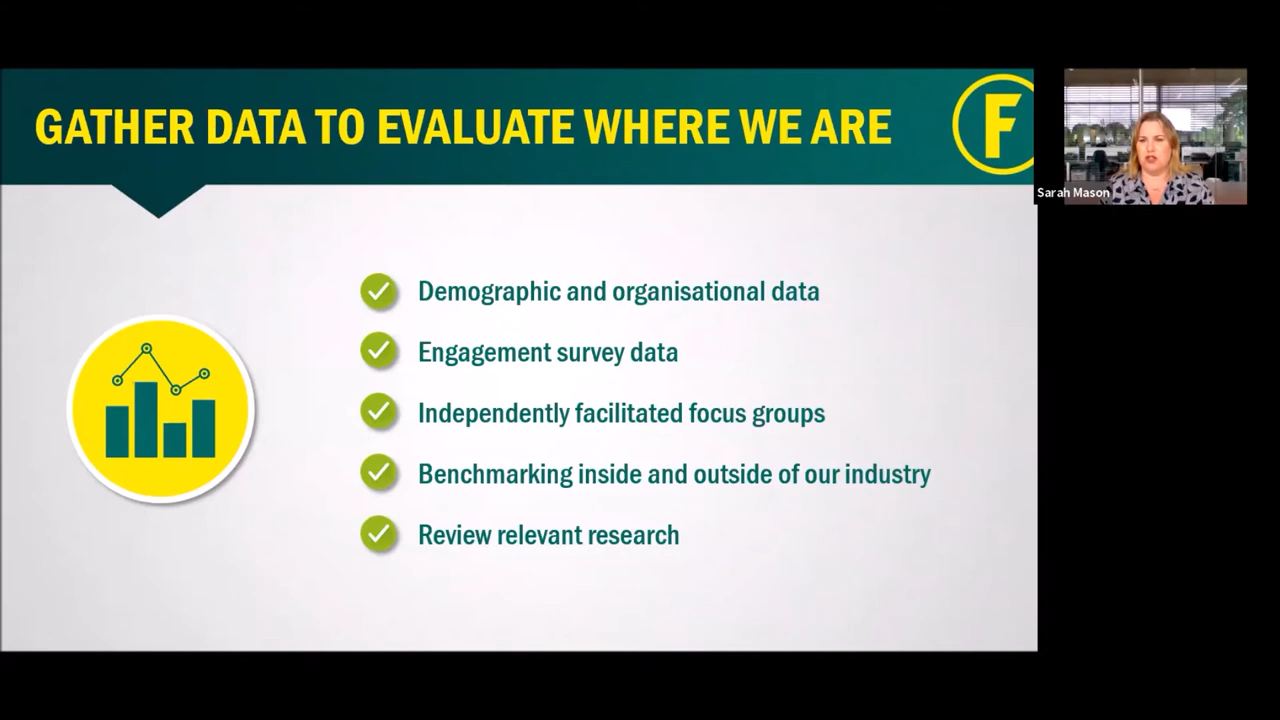 GATHER DATA TO EVALUATE WHERE WE ARE
F
Sarah Mason
Demographic and organisational data
Engagement survey data
Independently facilitated focus groups
Benchmarking inside and outside of our industry
Review relevant research